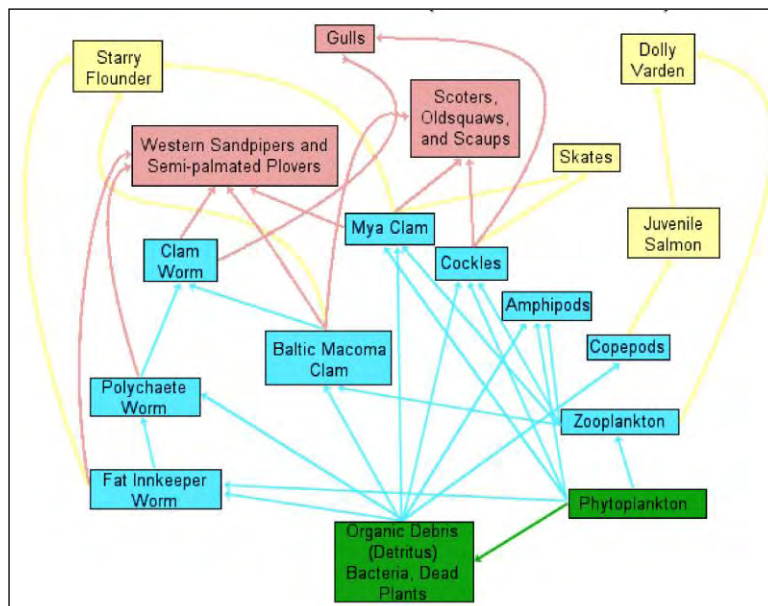 Gulls
Starry
Flounder
Dolly
Varden
Scoters,
Oldsquaws,
and Scaups
Western Sandpipers and
Semi-palmated Plovers
Skates
Mya Clam
Juvenile
Salmon
Clam
Worm
Cockles
Amphipods
Baltic Macoma
Clam
Copepods
Polychaete
Worm
Zooplankton
Fat Innkeeper
Worm
Phytoplankton
Organic Debris
(Detritus)
Bacteria, Dead
Plants